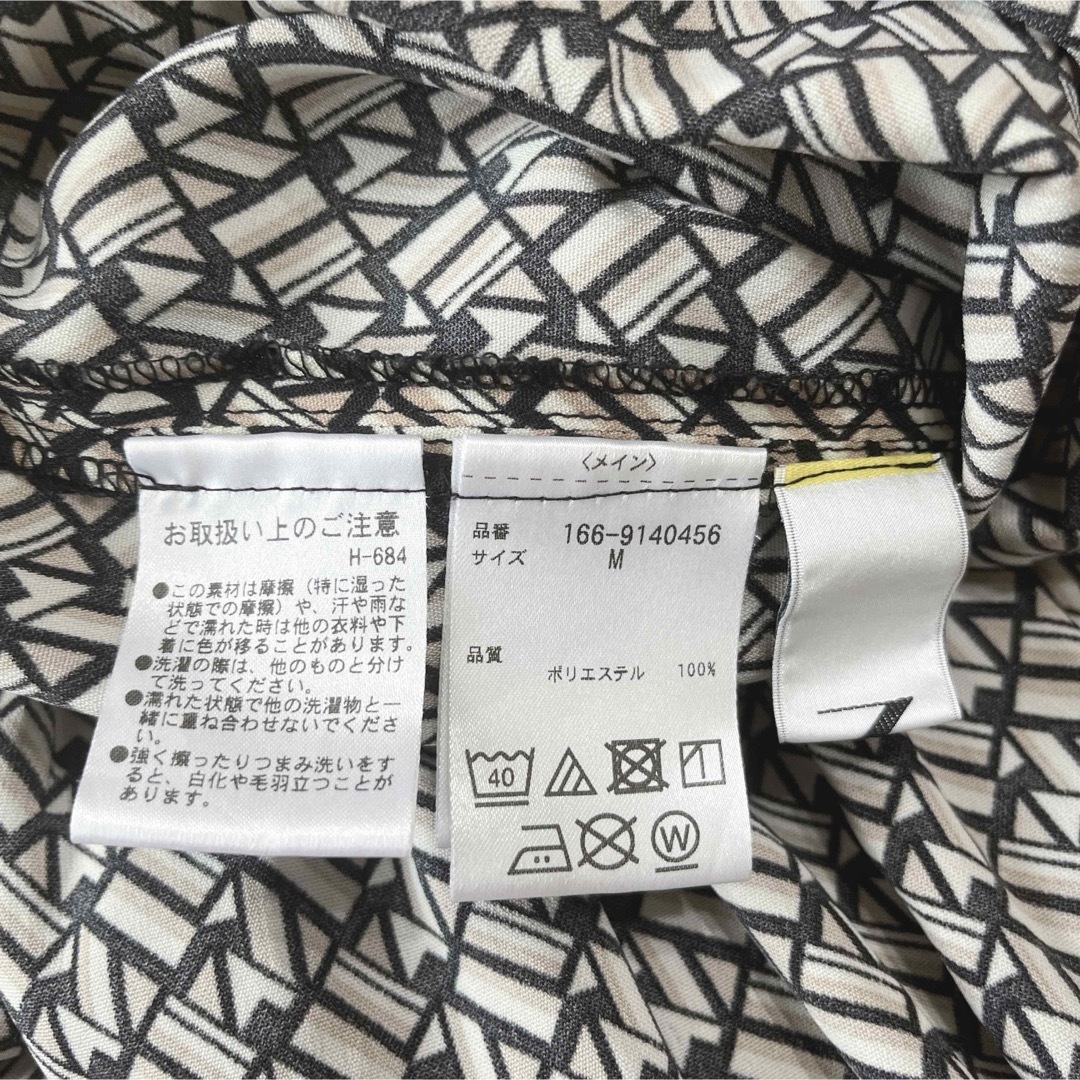 お取扱い上のご注意
H-684
●この素材は摩擦（特に湿った
状態での摩擦）や、汗や雨な
どで濡れた時は他の衣料や下
着に色が移ることがあります。
●洗濯の際は、他のものと分け
て洗ってください。
●濡れた状態で他の洗濯物と一
緒に重ね合わせないでくださ
い。
●強く擦ったりつまみ洗いをす
ると、白化や毛羽立つことが
あります。
〈メイン〉
品番 166-9140456
サイズ M
品質
ポリエステル 100%
40
W